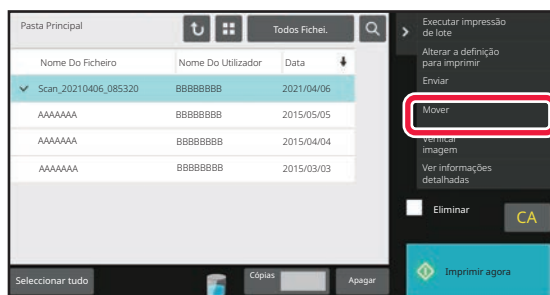 Pasta Principal
Todos Fichei.
Nome Do Ficheiro Nome Do Utilizador Data
Scan_20210406_085320 BBBBBBBB 2021/04/06
AAAAAAA BBBBBBBB 2015/05/05
AAAAAAA BBBBBBBB 2015/04/04
AAAAAAA BBBBBBBB 2015/03/03
Seleccionar tudo
Cópias
Apagar
Executar impressão
de lote
Alterar a definição
para imprimir
Enviar
Mover
Verificar
imagem
Ver informações
detalhadas
Eliminar
CA
Imprimir agora